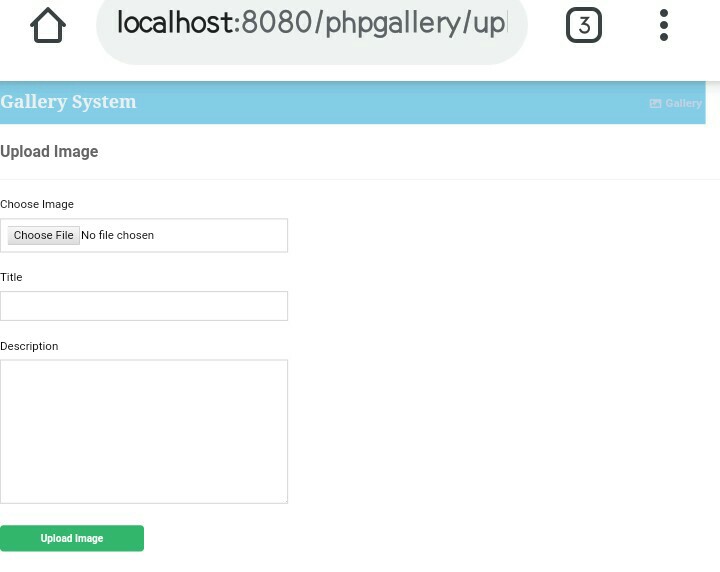 localhost:8080/phpgallery/up
3
Gallery System
Gallery
Upload Image
Choose Image
Choose File No file chosen
Title
Description
Upload Image